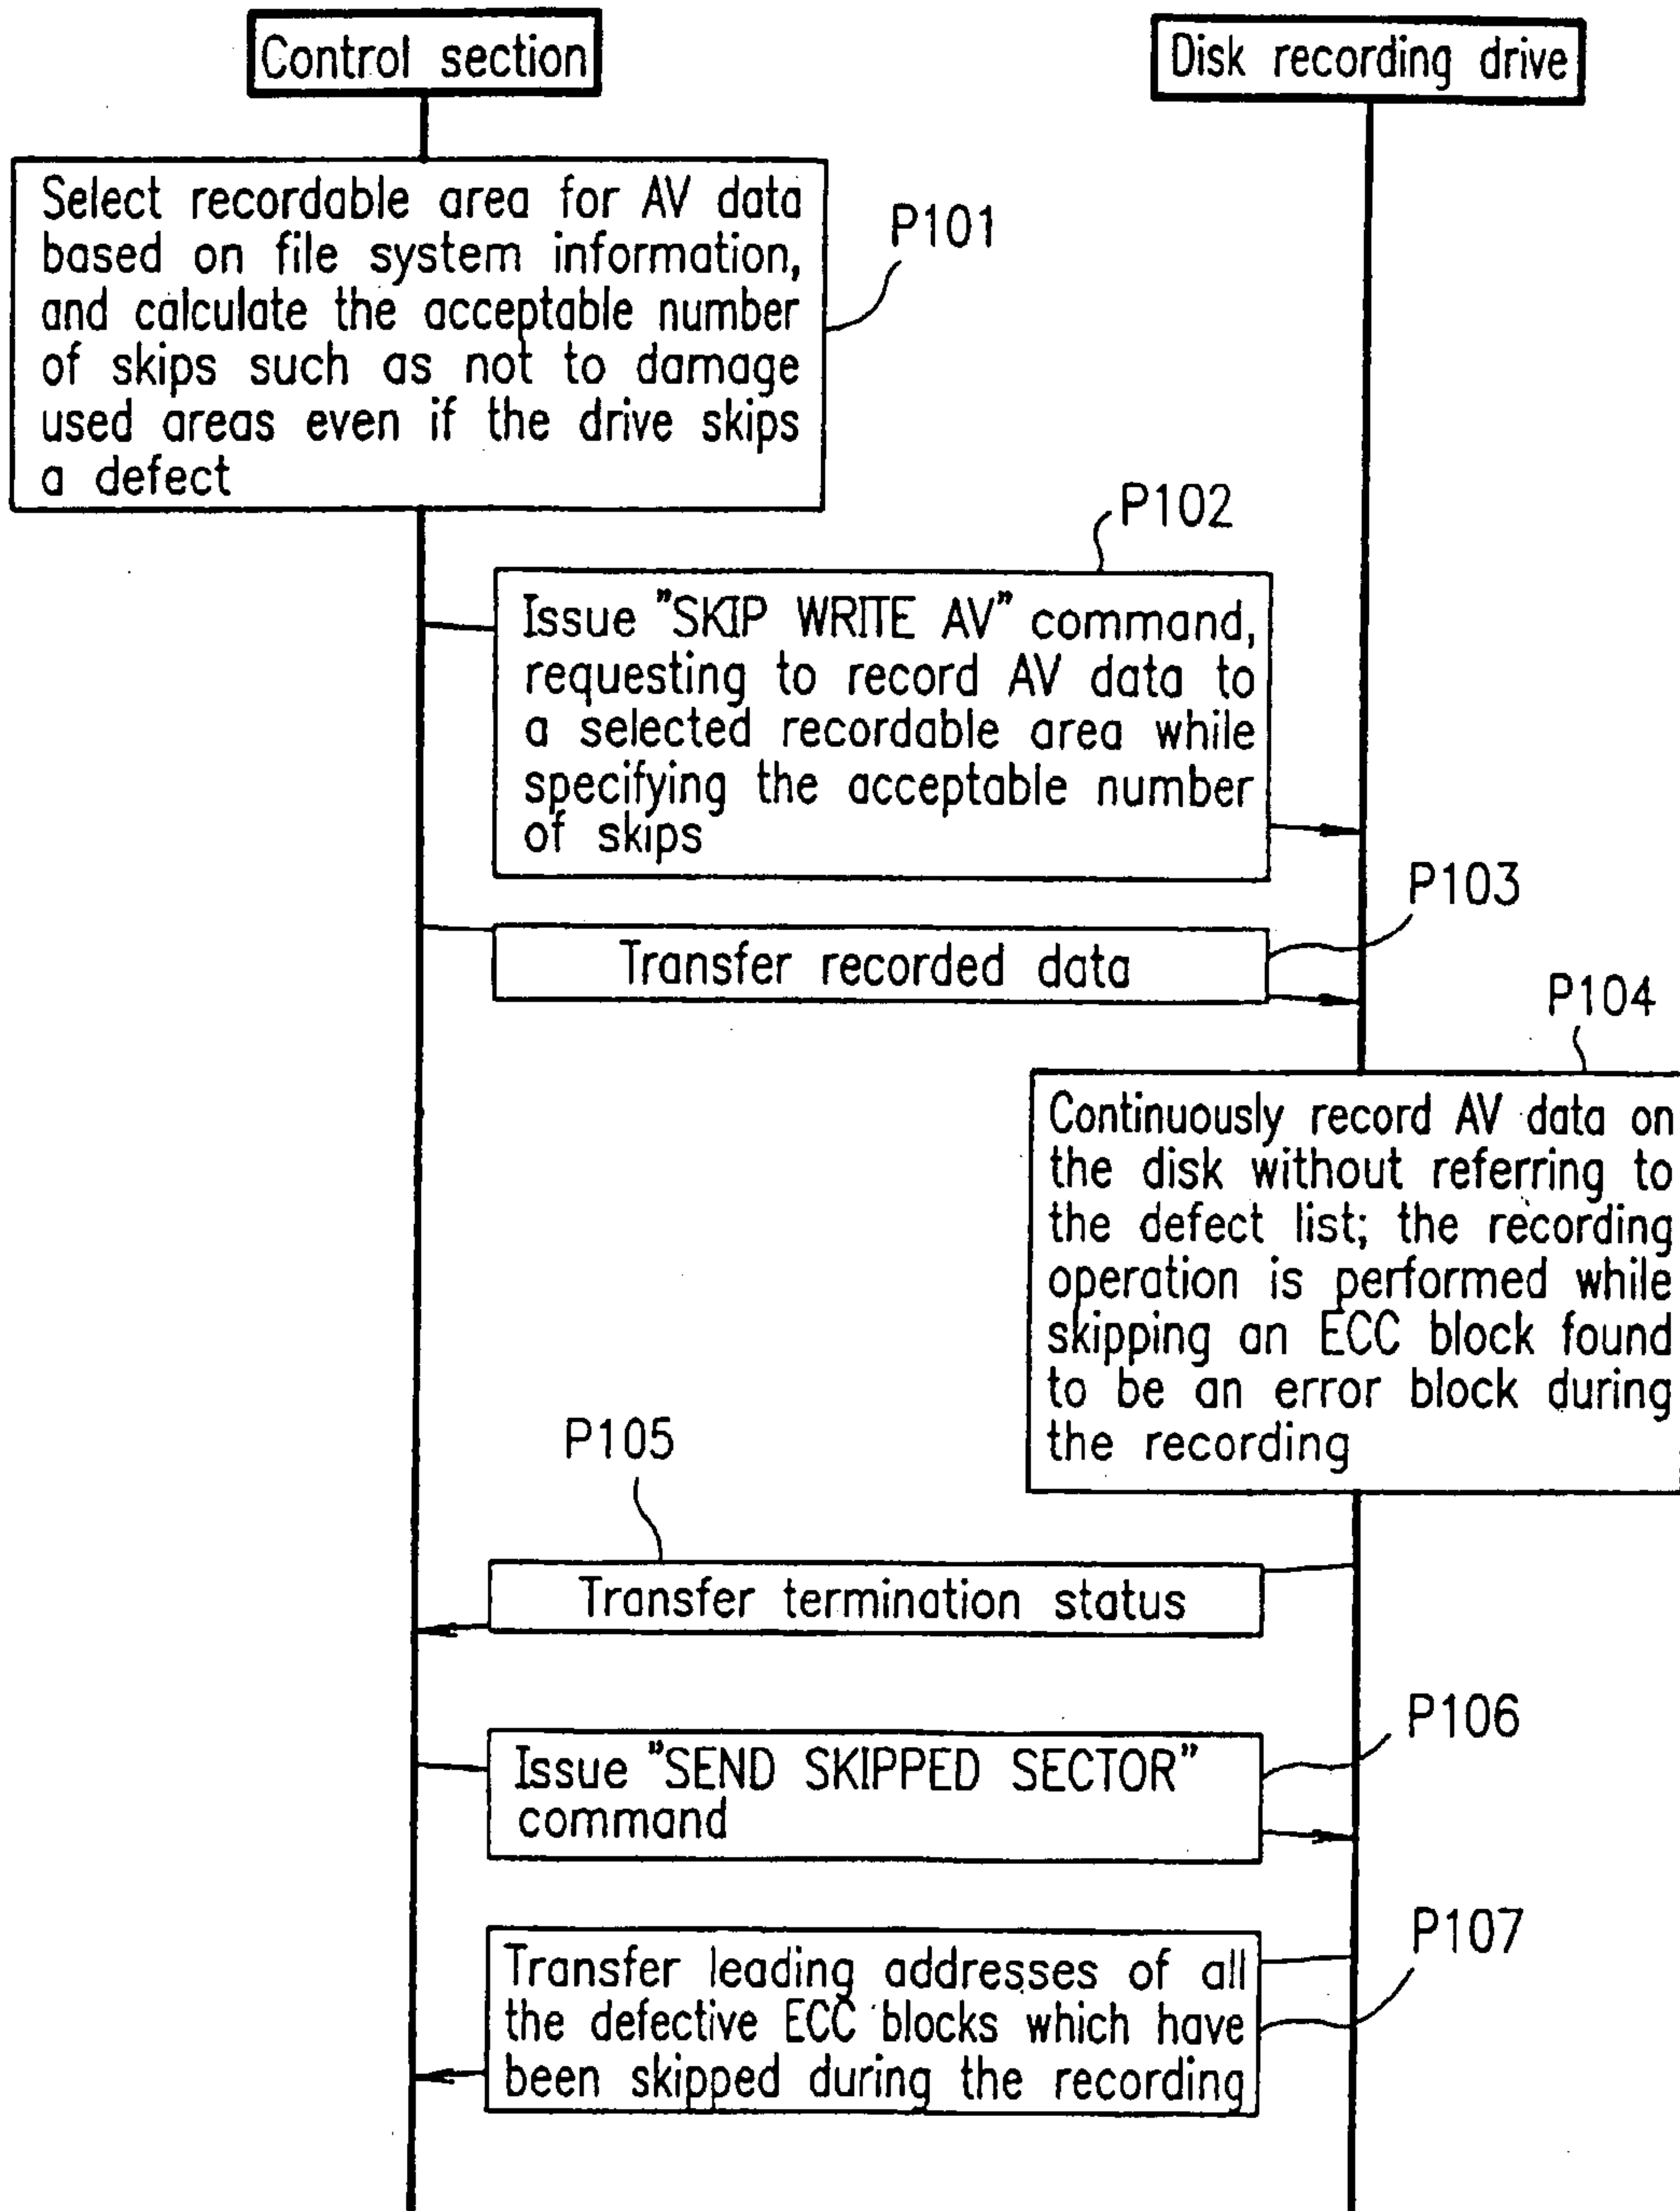 Control section
Disk recording drive
Select recordable area for AV data
based on file system information,
and calculate the acceptable number
of skips such as not to damage
used areas even if the drive skips
a defect
P101
P102
Issue "SKIP WRITE AV" command,
requesting to record AV data to
a selected recordable area while
specifying the acceptable number
of skips
P103
Transfer recorded data
P104
Continuously record AV data on
the disk without referring to
the defect list; the recording
operation is performed while
skipping an ECC block found
to be an error block during
the recording
P105
Transfer termination status
P106
Issue "SEND SKIPPED SECTOR"
command
P107
Transfer leading addresses of all
the defective ECC blocks which have
been skipped during the recording